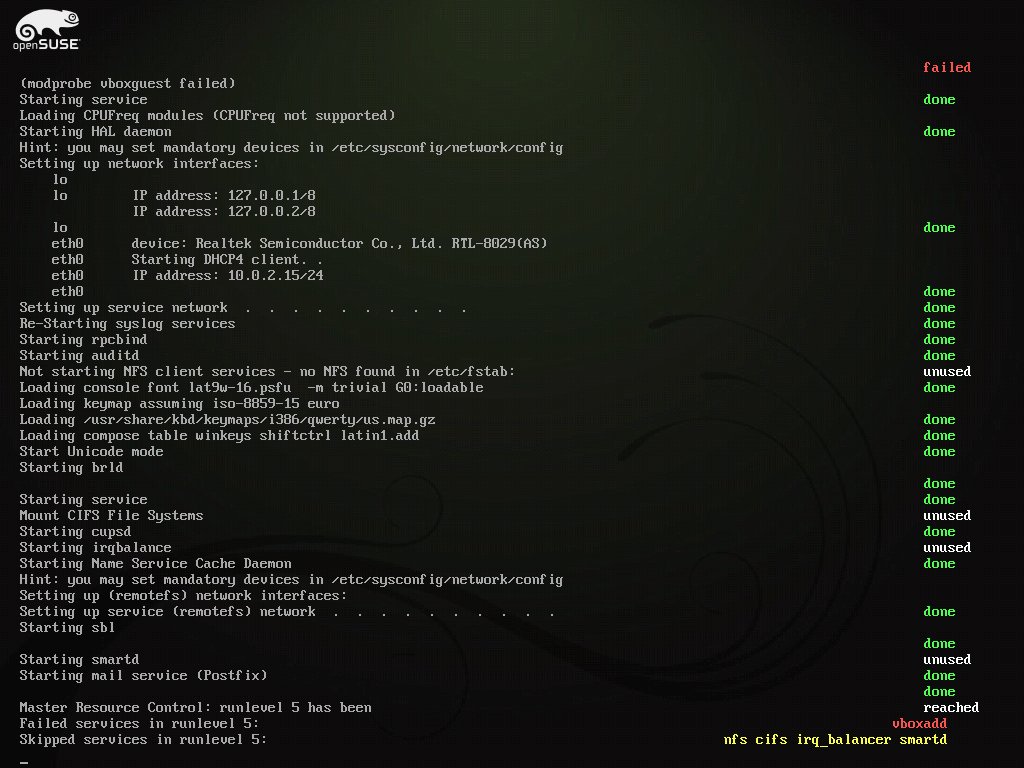 openSUSE
failed
(modprobe vboxguest failed)
Starting service done
Loading CPUFreq modules (CPUFreq not supported)
Starting HAL daemon done
Hint: you may set mandatory devices in /etc/sysconfig/network/config
Setting up network interfaces:
lo
lo IP address: 127.0.0.1/8
IP address: 127.0.0.2/8
lo done
eth0 device: Realtek Semiconductor Co., Ltd. RTL-8029(AS)
eth0 Starting DHCP4 client. .
eth0 IP address: 10.0.2.15/24
eth0 done
Setting up service network . . . . . . . . . . done
Re-Starting syslog services done
Starting rpcbind done
Starting auditd done
Not starting NFS client services - no NFS found in /etc/fstab: unused
Loading console font lat9w-16.psfu -m trivial G0:loadable done
Loading keymap assuming iso-8859-15 euro
Loading /usr/share/kbd/keymaps/i386/qwerty/us.map.gz done
Loading compose table winkeys shiftctrl latin1.add done
Start Unicode mode done
Starting brld
done
Starting service done
Mount CIFS File Systems unused
Starting cupsd done
Starting irqbalance unused
Starting Name Service Cache Daemon done
Hint: you may set mandatory devices in /etc/sysconfig/network/config
Setting up (remotefs) network interfaces:
Setting up service (remotefs) network . . . . . . . . . . done
Starting sbl
done
Starting smartd unused
Starting mail service (Postfix) done
done
Master Resource Control: runlevel 5 has been reached
Failed services in runlevel 5: vboxadd
Skipped services in runlevel 5: nfs cifs irq_balancer smartd
_